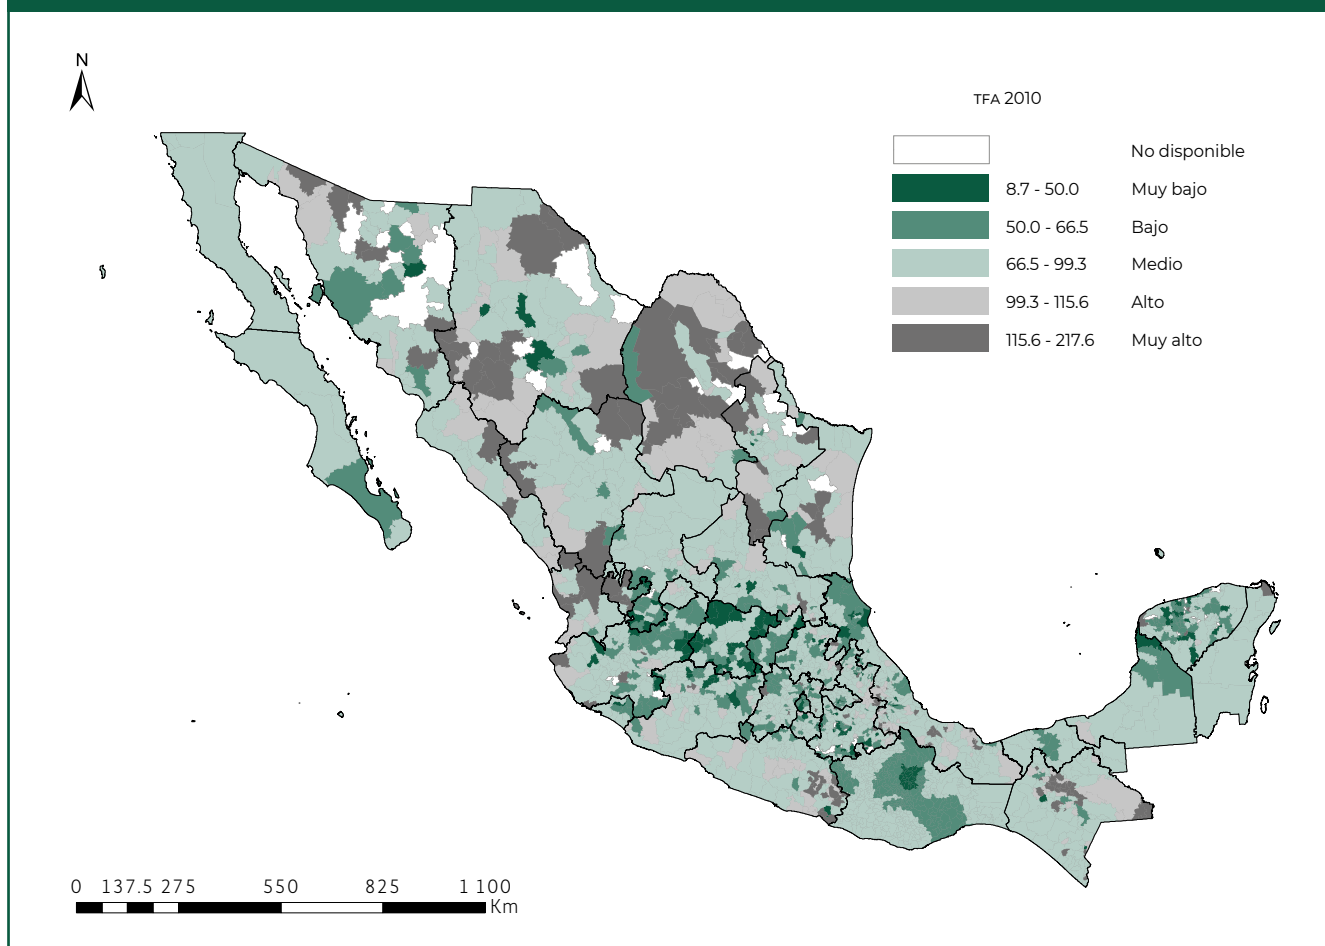 N
TFA 2010
No disponible
8.7 - 50.0 Muy bajo
50.0 - 66.5 Bajo
66.5 - 99.3 Medio
99.3 - 115.6 Alto
115.6 - 217.6 Muy alto
0 137.5 275 550 825 1 100
Km